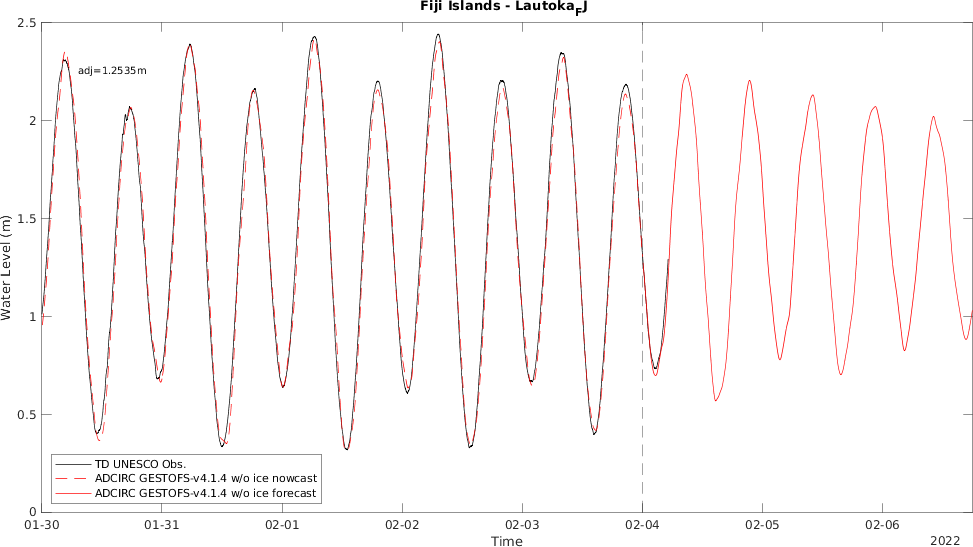 Fiji Islands - Lautoka_FJ
adj=1.2535m
2.5
2
1.5
1
0.5
0
Water Level (m)
TD UNESCO Obs.
ADCIRC GESTOFS-v4.1.4 w/o ice nowcast
ADCIRC GESTOFS-v4.1.4 w/o ice forecast
01-30 01-31 02-01 02-02 02-03 02-04 02-05 02-06
Time
2022